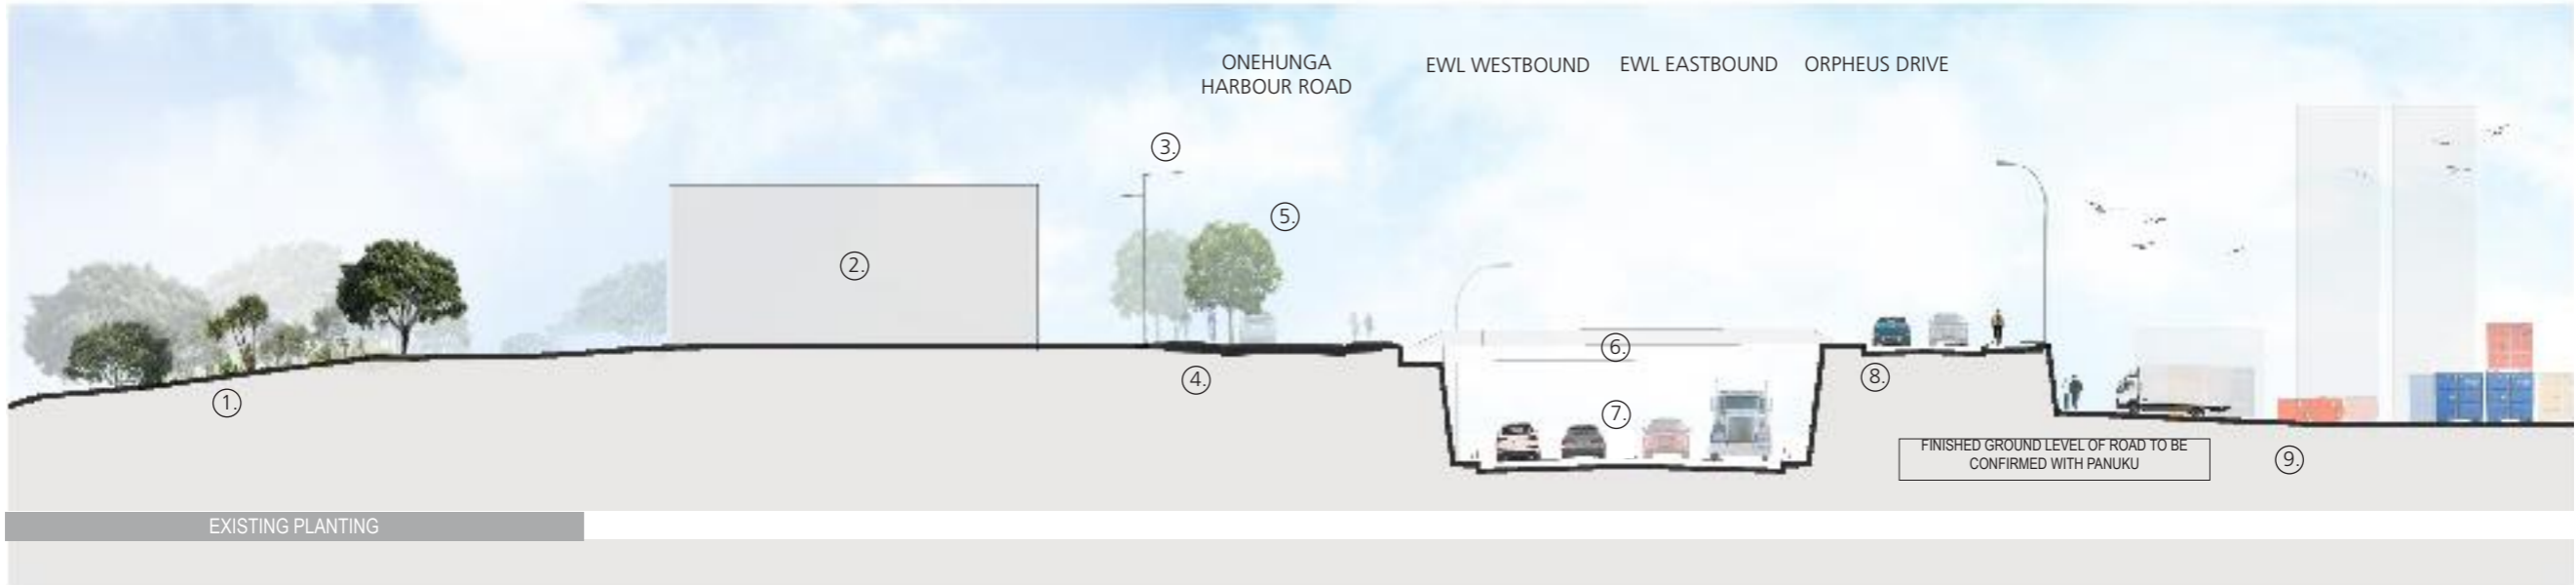 ONEHUNGA
HARBOUR ROAD
EWL WESTBOUND
EWL EASTBOUND
ORPHEUS DRIVE
3.
5.
2.
6.
4.
8.
1.
7.
FINISHED GROUND LEVEL OF ROAD TO BE
CONFIRMED WITH PANUKU
9.
EXISTING PLANTING